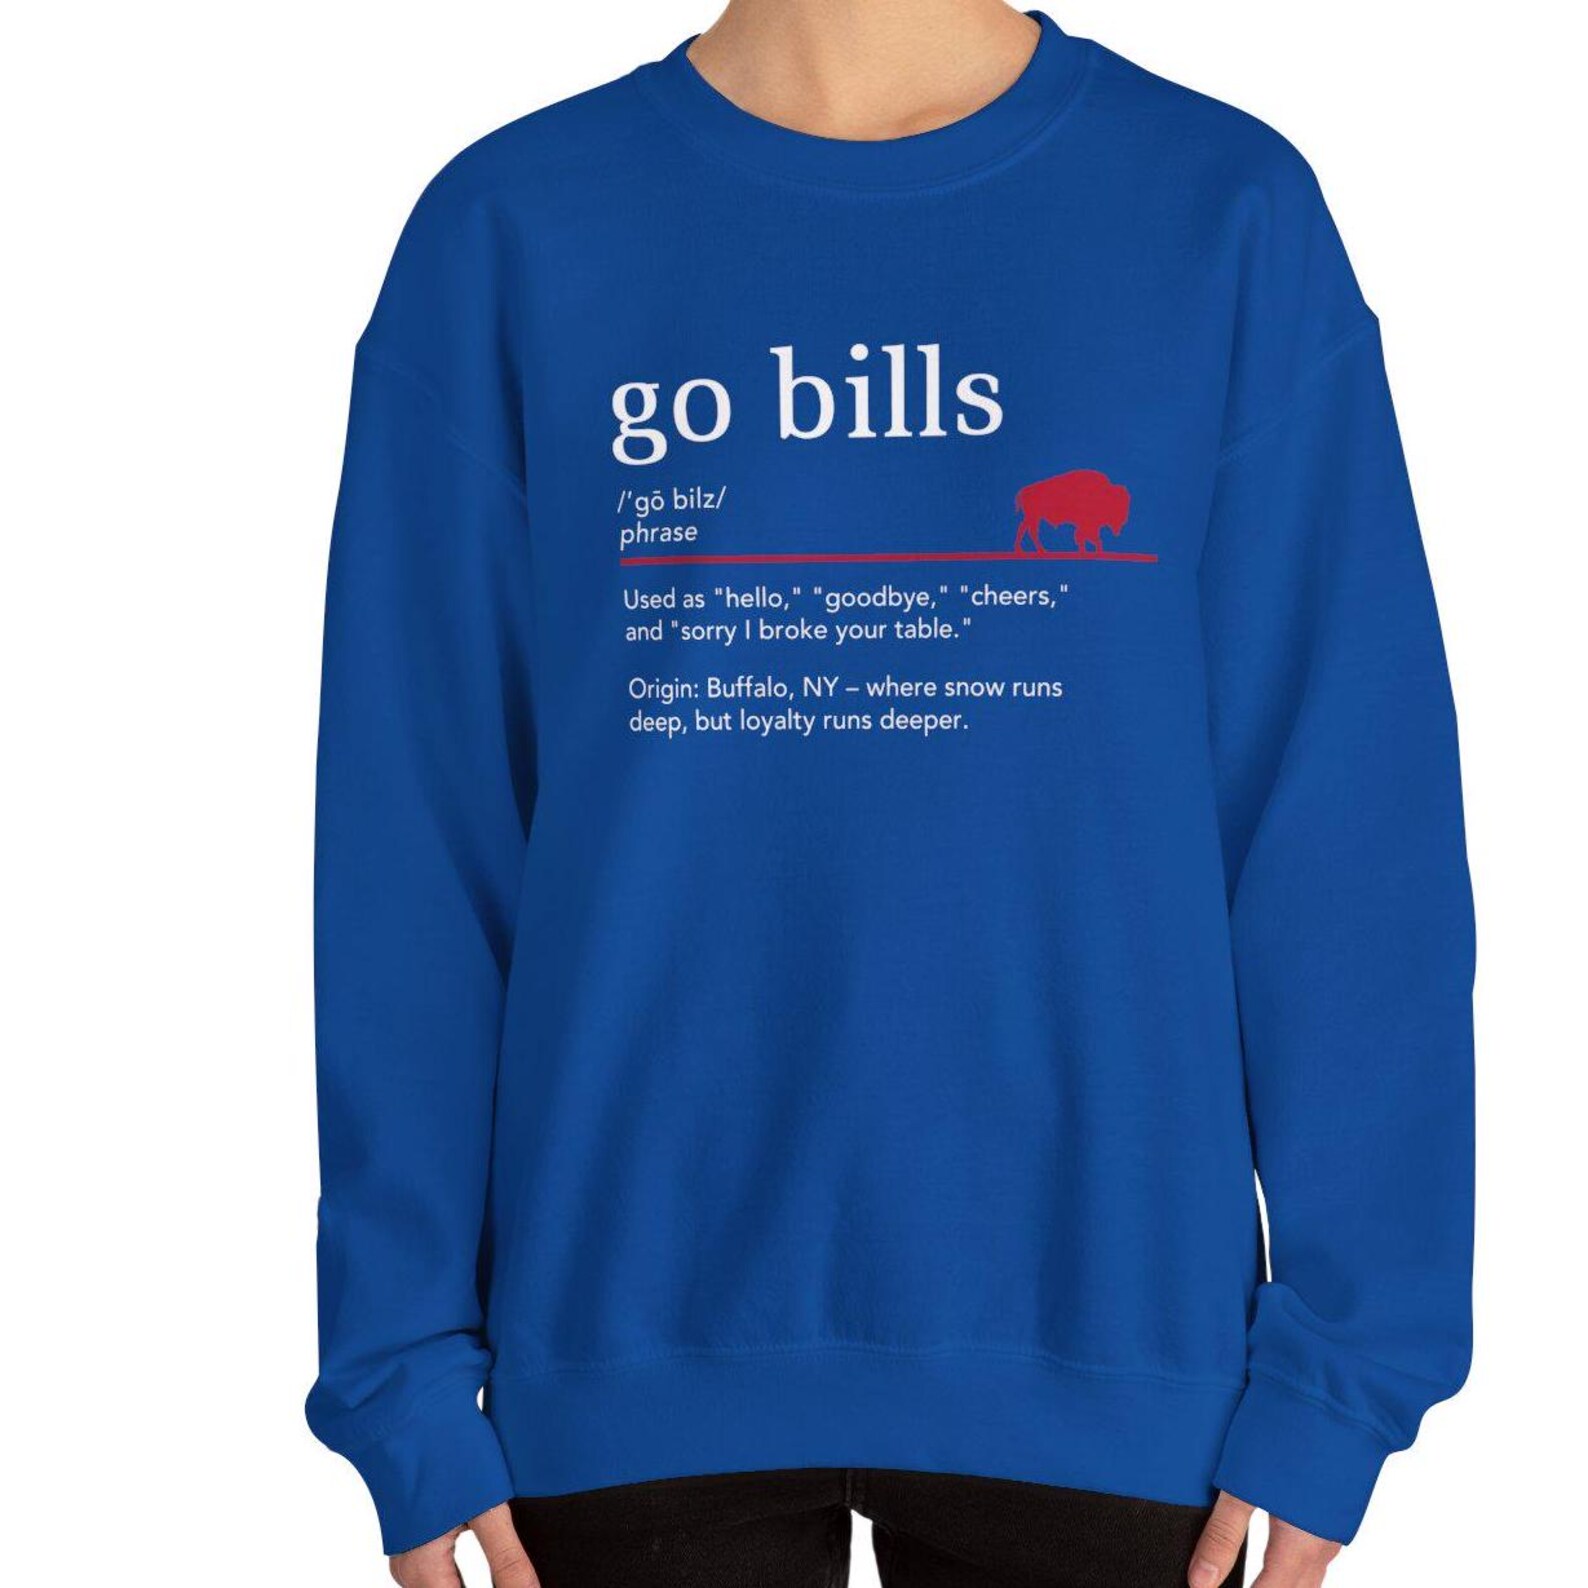 go bills
/'gō bilz/
phrase
Used as "hello," "goodbye," "cheers,"
and "sorry I broke your table."
Origin: Buffalo, NY – where snow runs
deep, but loyalty runs deeper.